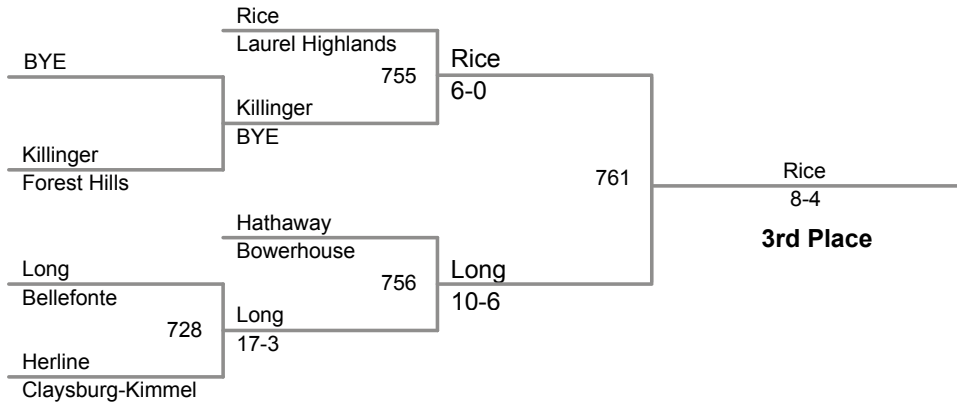 Rice
Laurel Highlands
BYE
755
Rice
6-0
Killinger
BYE
Killinger
Forest Hills
761
Rice
8-4
3rd Place
Hathaway
Bowerhouse
Long
Bellefonte
756
Long
10-6
728
Long
17-3
Herline
Claysburg-Kimmel